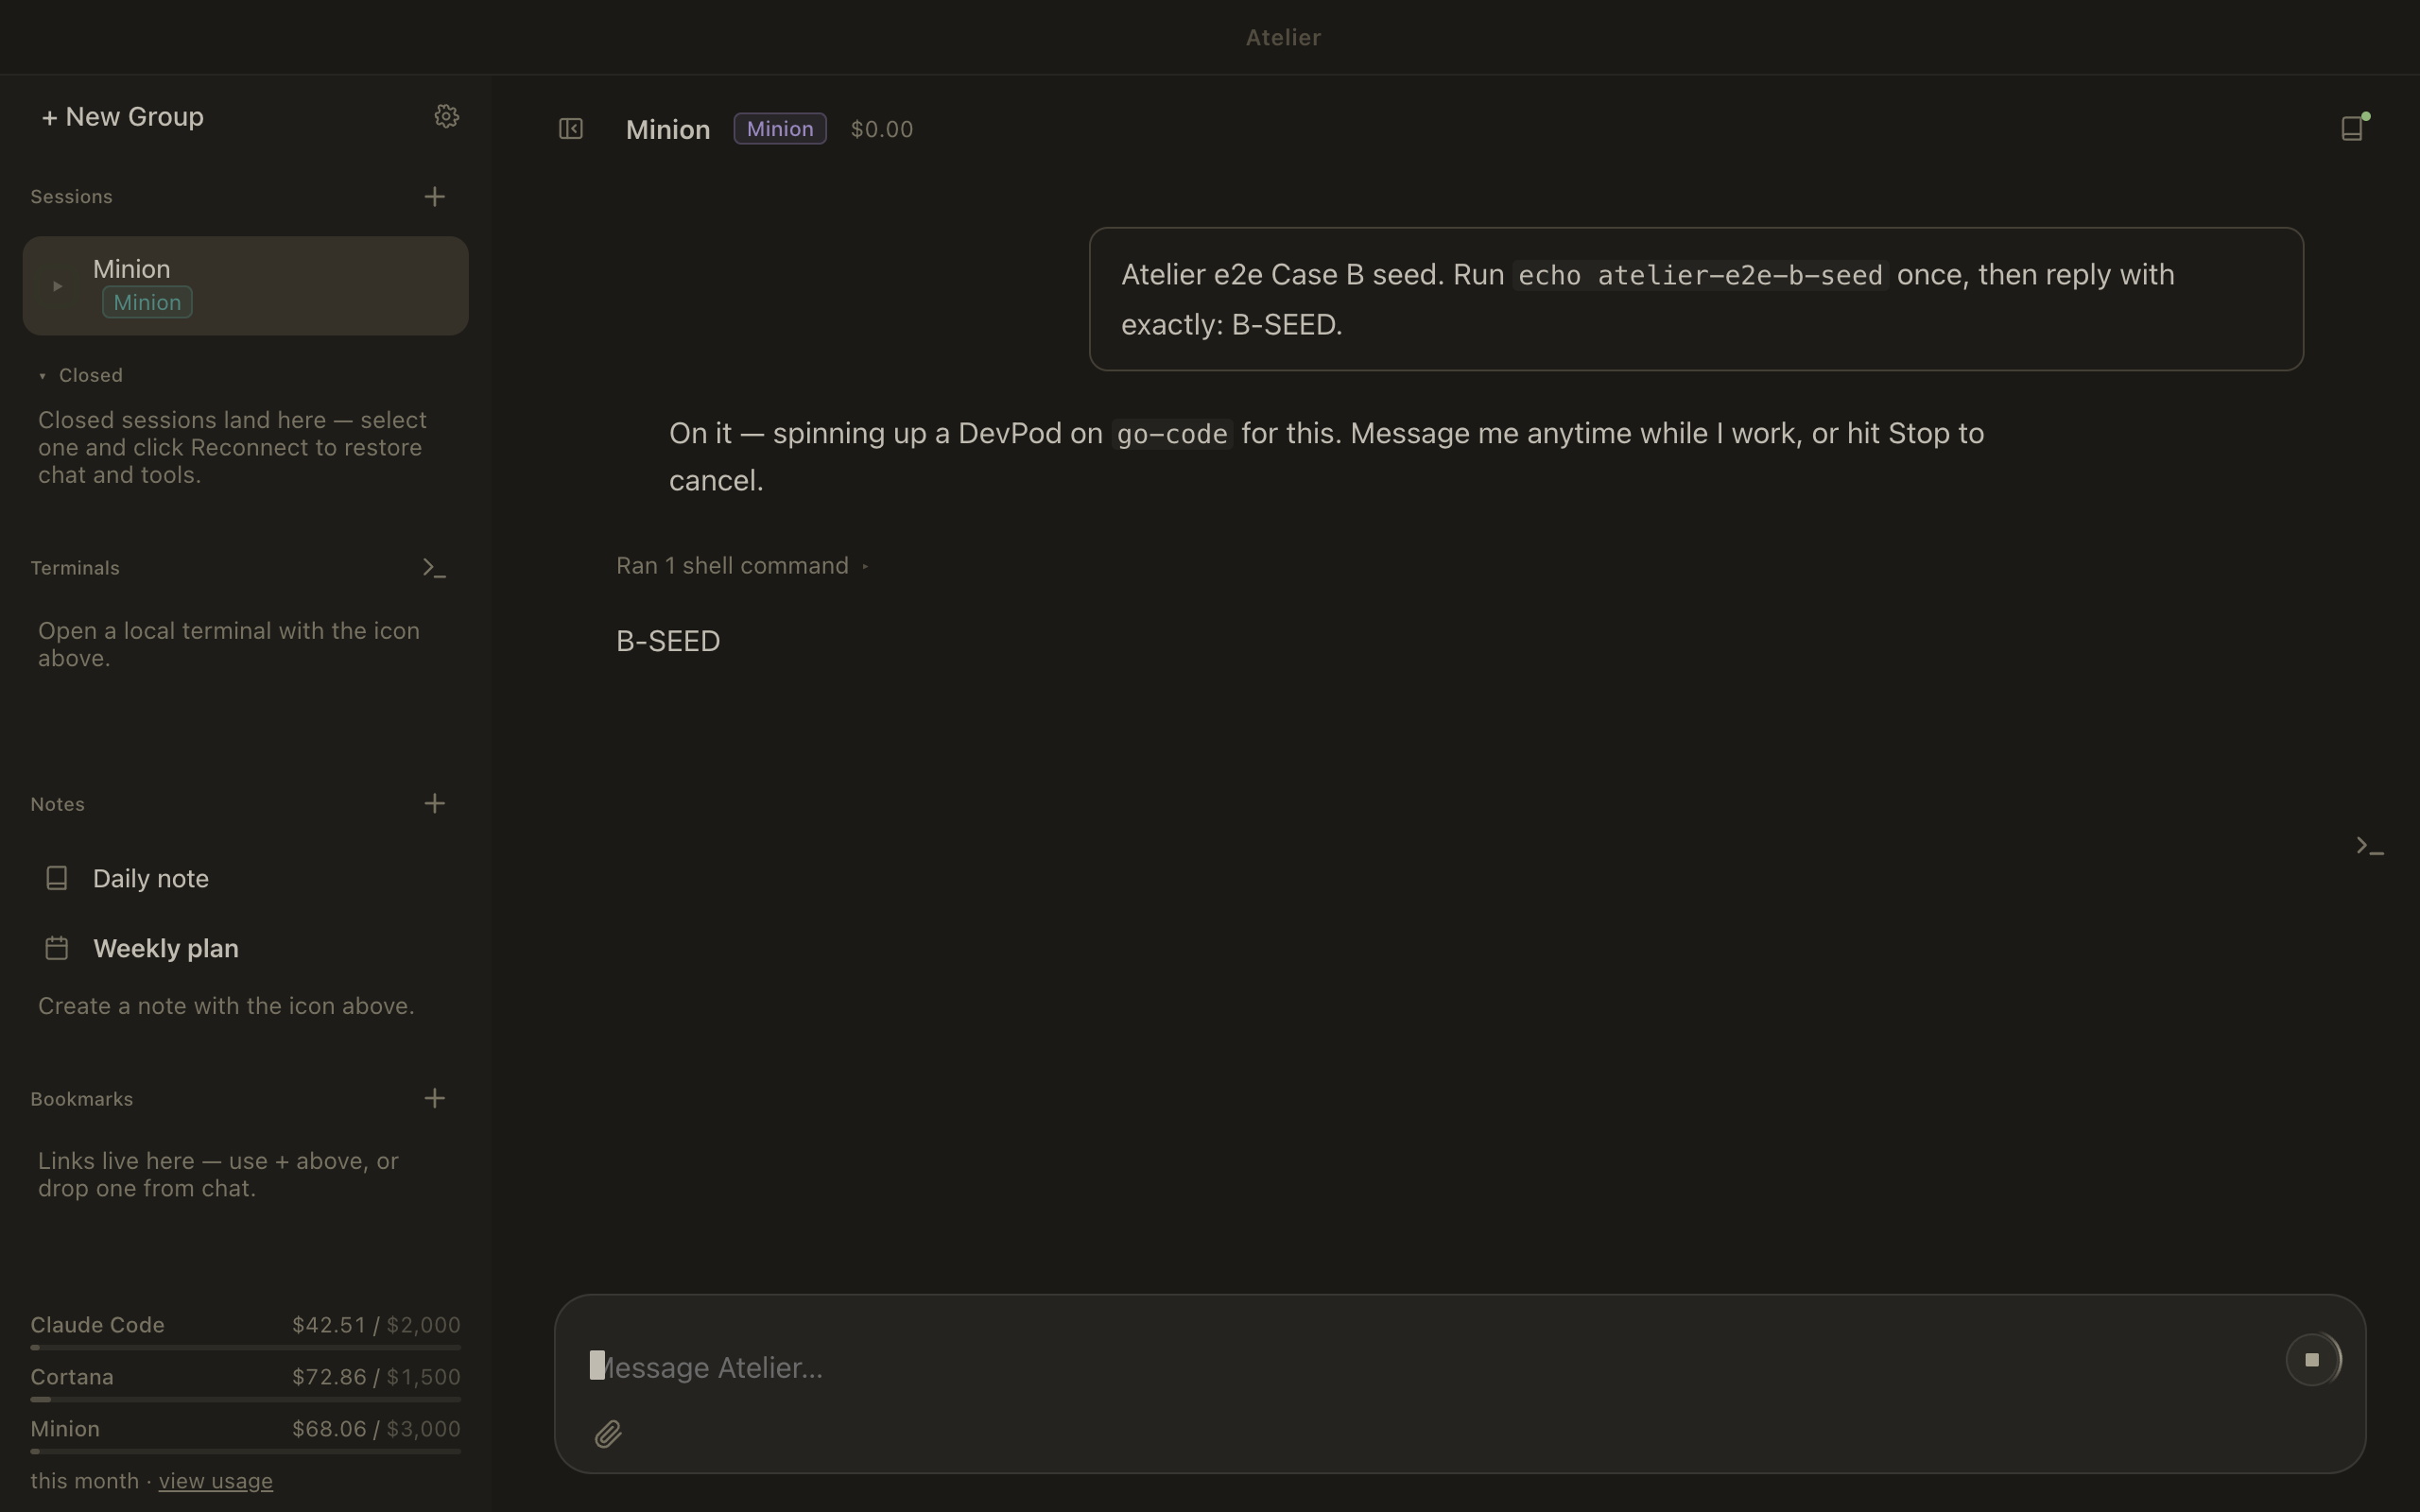 Atelier
+ New Group
Sessions
Minion
Minion
▾ Closed
Closed sessions land here — select
one and click Reconnect to restore
chat and tools.
Terminals
Open a local terminal with the icon
above.
Notes
Daily note
Weekly plan
Create a note with the icon above.
Bookmarks
Links live here — use + above, or
drop one from chat.
Claude Code $42.51 / $2,000
Cortana $72.86 / $1,500
Minion $68.06 / $3,000
this month · view usage
Minion Minion $0.00
Atelier e2e Case B seed. Run echo atelier-e2e-b-seed once, then reply with
exactly: B-SEED.
On it — spinning up a DevPod on go-code for this. Message me anytime while I work, or hit Stop to
cancel.
Ran 1 shell command ▸
B-SEED
Message Atelier...